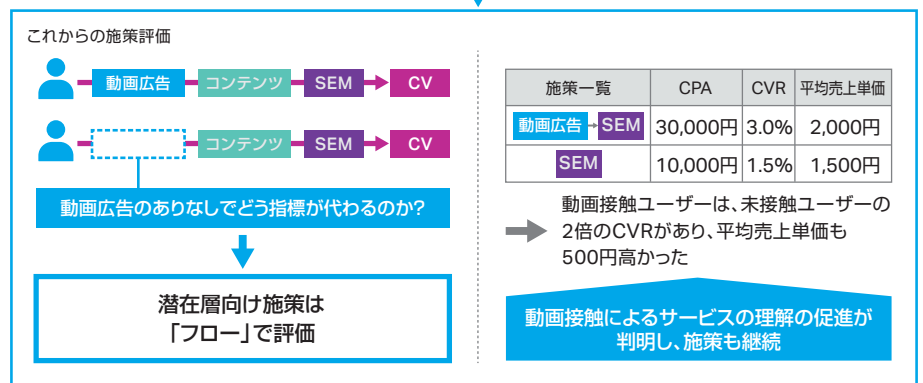 これからの施策評価
動画広告 コンテンツ SEM CV
コンテンツ SEM CV
動画広告のありなしでどう指標が代わるのか?
潜在層向け施策は
「フロー」で評価
施策一覧 CPA CVR 平均売上単価
動画広告 SEM 30,000円 3.0% 2,000円
SEM 10,000円 1.5% 1,500円
動画接触ユーザーは、未接触ユーザーの
2倍のCVRがあり、平均売上単価も
500円高かった
動画接触によるサービスの理解の促進が
判明し、施策も継続